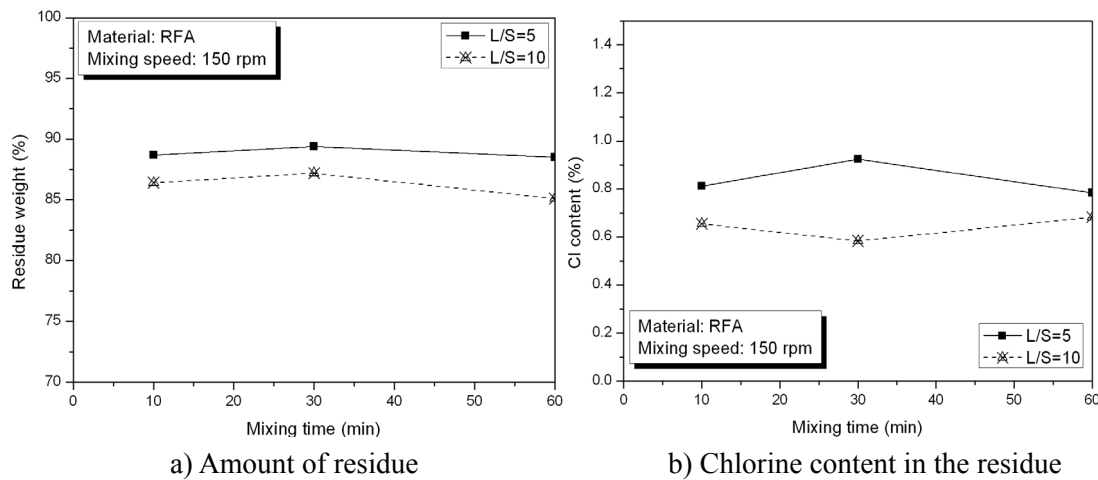 Material: RFA
Mixing speed: 150 rpm
L/S=5
L/S=10
Residue weight (%)
100
95
90
85
80
75
70
0 10 20 30 40 50 60
Mixing time (min)
a) Amount of residue
Cl content (%)
1.4
1.2
1.0
0.8
0.6
0.4
0.2
0.0
Material: RFA
Mixing speed: 150 rpm
L/S=5
L/S=10
0 10 20 30 40 50 60
Mixing time (min)
b) Chlorine content in the residue